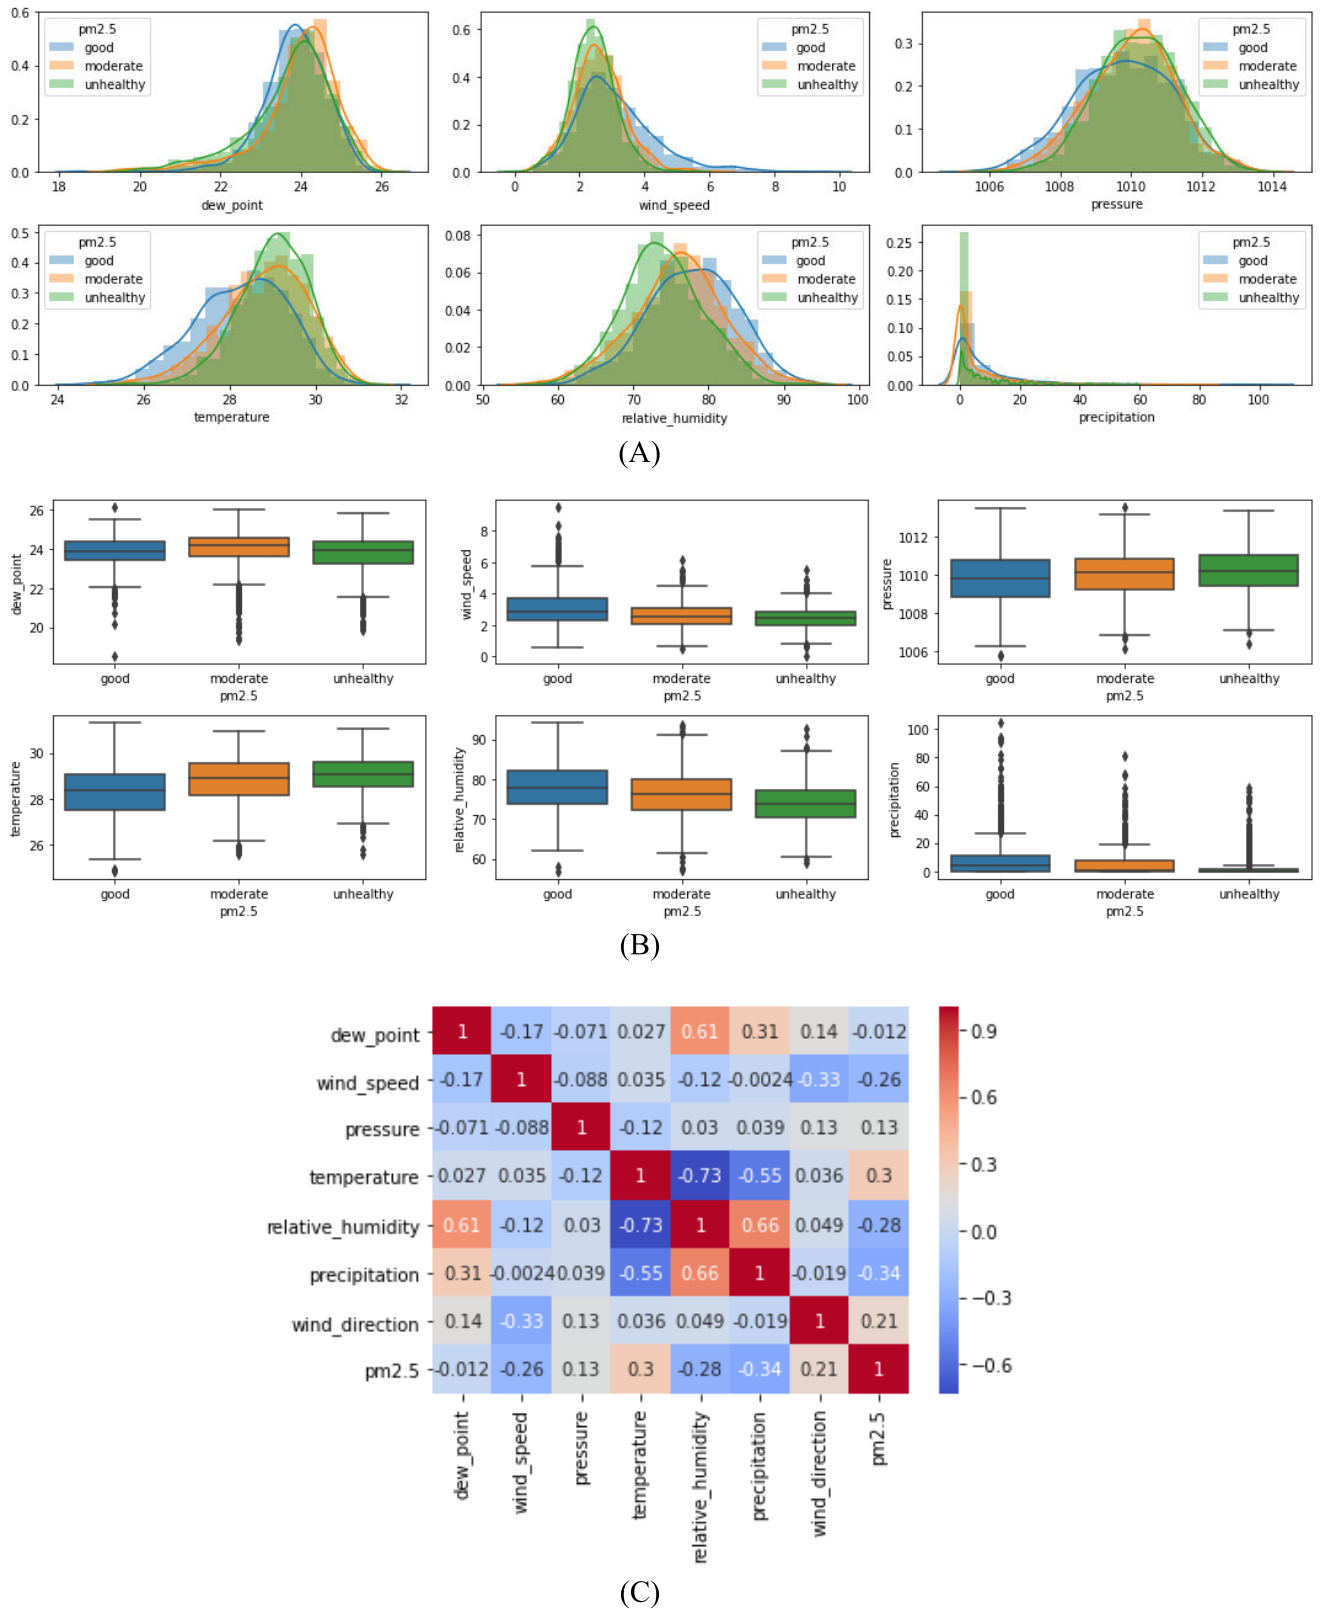 pm2.5
good
moderate
unhealthy
0.6
0.5
0.4
0.3
0.2
0.1
0.0
18 20 22 24 26
dew_point
pm2.5
good
moderate
unhealthy
0.6
0.4
0.2
0.0
0 2 4 6 8 10
wind_speed
pm2.5
good
moderate
unhealthy
0.3
0.2
0.1
0.0
1006 1008 1010 1012 1014
pressure
pm2.5
good
moderate
unhealthy
0.5
0.4
0.3
0.2
0.1
0.0
24 26 28 30 32
temperature
pm2.5
good
moderate
unhealthy
0.08
0.06
0.04
0.02
0.00
50 60 70 80 90 100
relative_humidity
pm2.5
good
moderate
unhealthy
0.25
0.20
0.15
0.10
0.05
0.00
0 20 40 60 80 100
precipitation
(A)
dew_point
26
24
22
20
good moderate unhealthy
pm2.5
wind_speed
8
6
4
2
0
good moderate unhealthy
pm2.5
pressure
1012
1010
1008
1006
good moderate unhealthy
pm2.5
temperature
30
28
26
good moderate unhealthy
pm2.5
relative_humidity
90
80
70
60
good moderate unhealthy
pm2.5
precipitation
100
80
60
40
20
0
good moderate unhealthy
pm2.5
(B)
dew_point 1 -0.17 -0.071 0.027 0.61 0.31 0.14 -0.012
wind_speed -0.17 1 -0.088 0.035 -0.12 -0.0024 -0.33 -0.26
pressure -0.071 -0.088 1 -0.12 0.03 0.039 0.13 0.13
temperature 0.027 0.035 -0.12 1 -0.73 -0.55 0.036 0.3
relative_humidity 0.61 -0.12 0.03 -0.73 1 0.66 0.049 -0.28
precipitation 0.31 -0.0024 0.039 -0.55 0.66 1 -0.019 -0.34
wind_direction 0.14 -0.33 0.13 0.036 0.049 -0.019 1 0.21
pm2.5 -0.012 -0.26 0.13 0.3 -0.28 -0.34 0.21 1
dew_point wind_speed pressure temperature relative_humidity precipitation wind_direction pm2.5
0.9
0.6
0.3
0.0
−0.3
−0.6
(C)